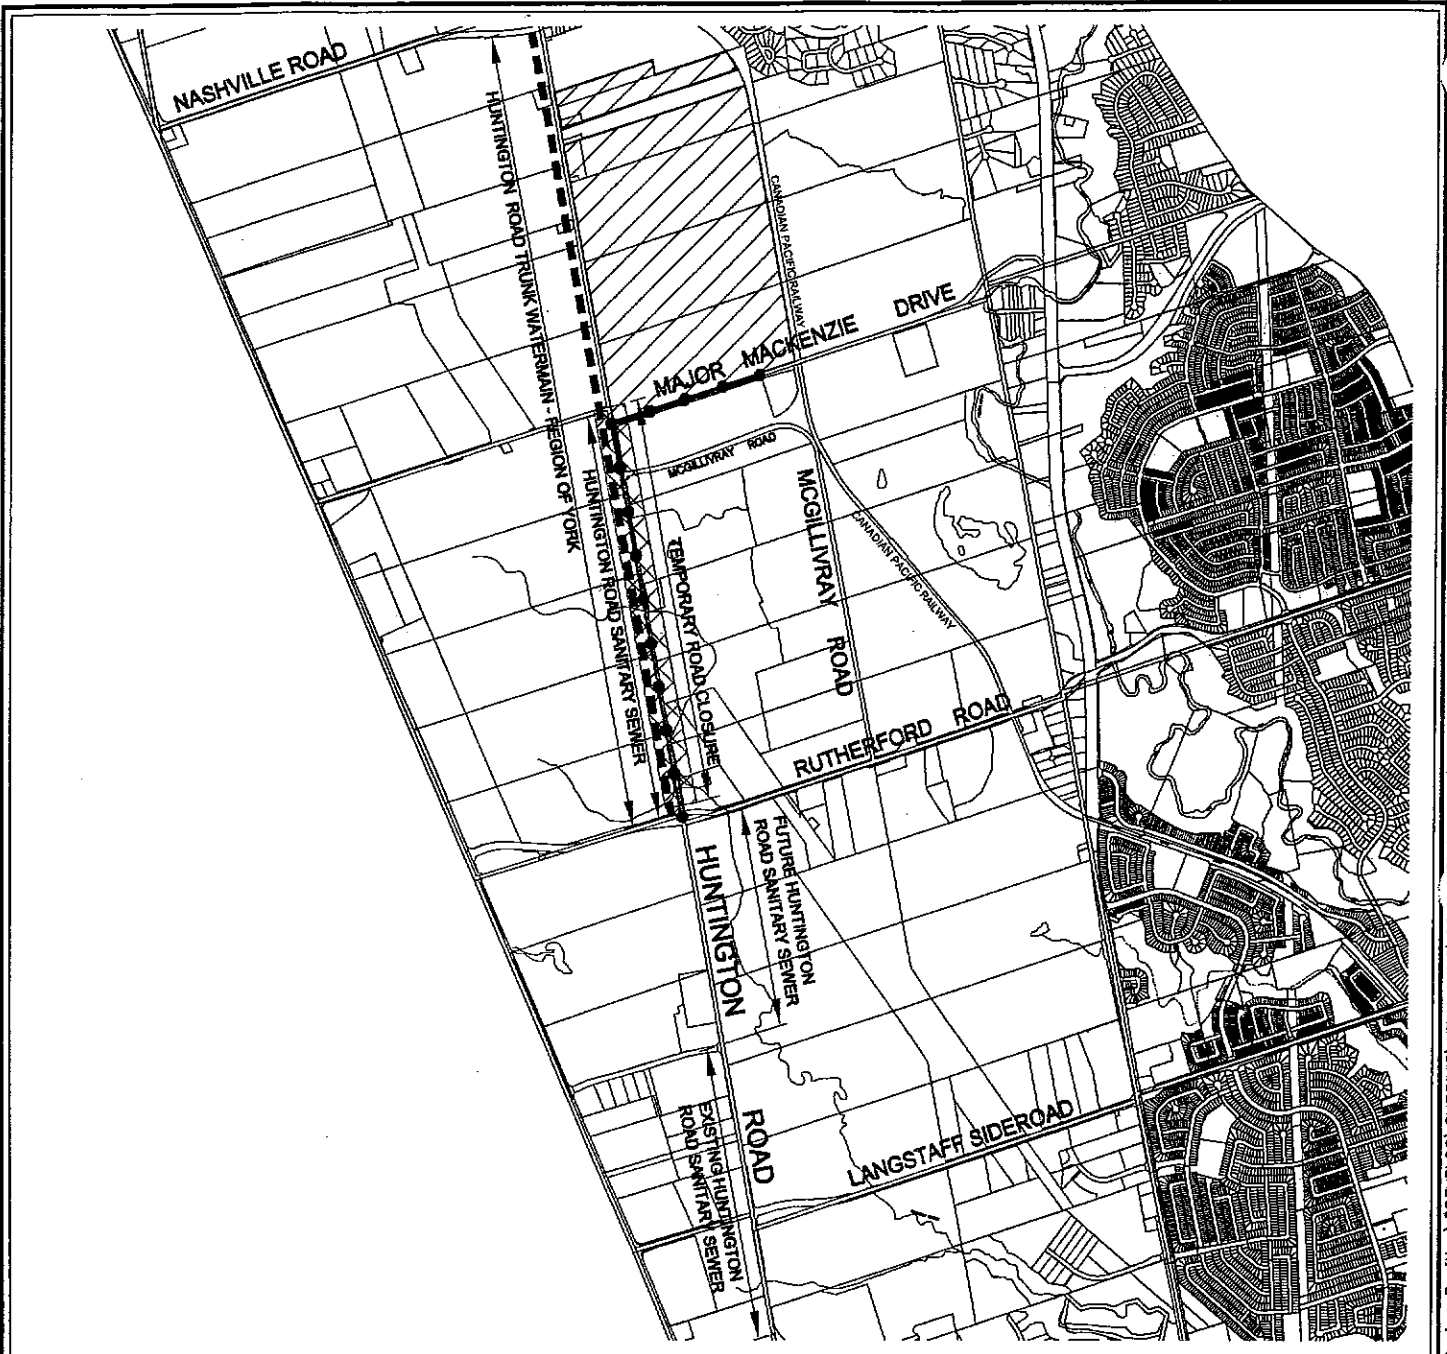 NASHVILLE ROAD
HUNTINGTON ROAD TRUNK WATERMAIN - REGION OF YORK
CANADIAN PACIFIC RAILWAY
MAJOR MACKENZIE DRIVE
MCGILLIVRAY ROAD
MCGILLIVRAY ROAD
CANADIAN PACIFIC RAILWAY
HUNTINGTON ROAD SANITARY SEWER
TEMPORARY ROAD CLOSURE
RUTHERFORD ROAD
FUTURE HUNTINGTON
ROAD SANITARY SEWER
HUNTINGTON ROAD
EXISTING HUNTINGTON
ROAD SANITARY SEWER
LANGSTAFF SIDEROAD